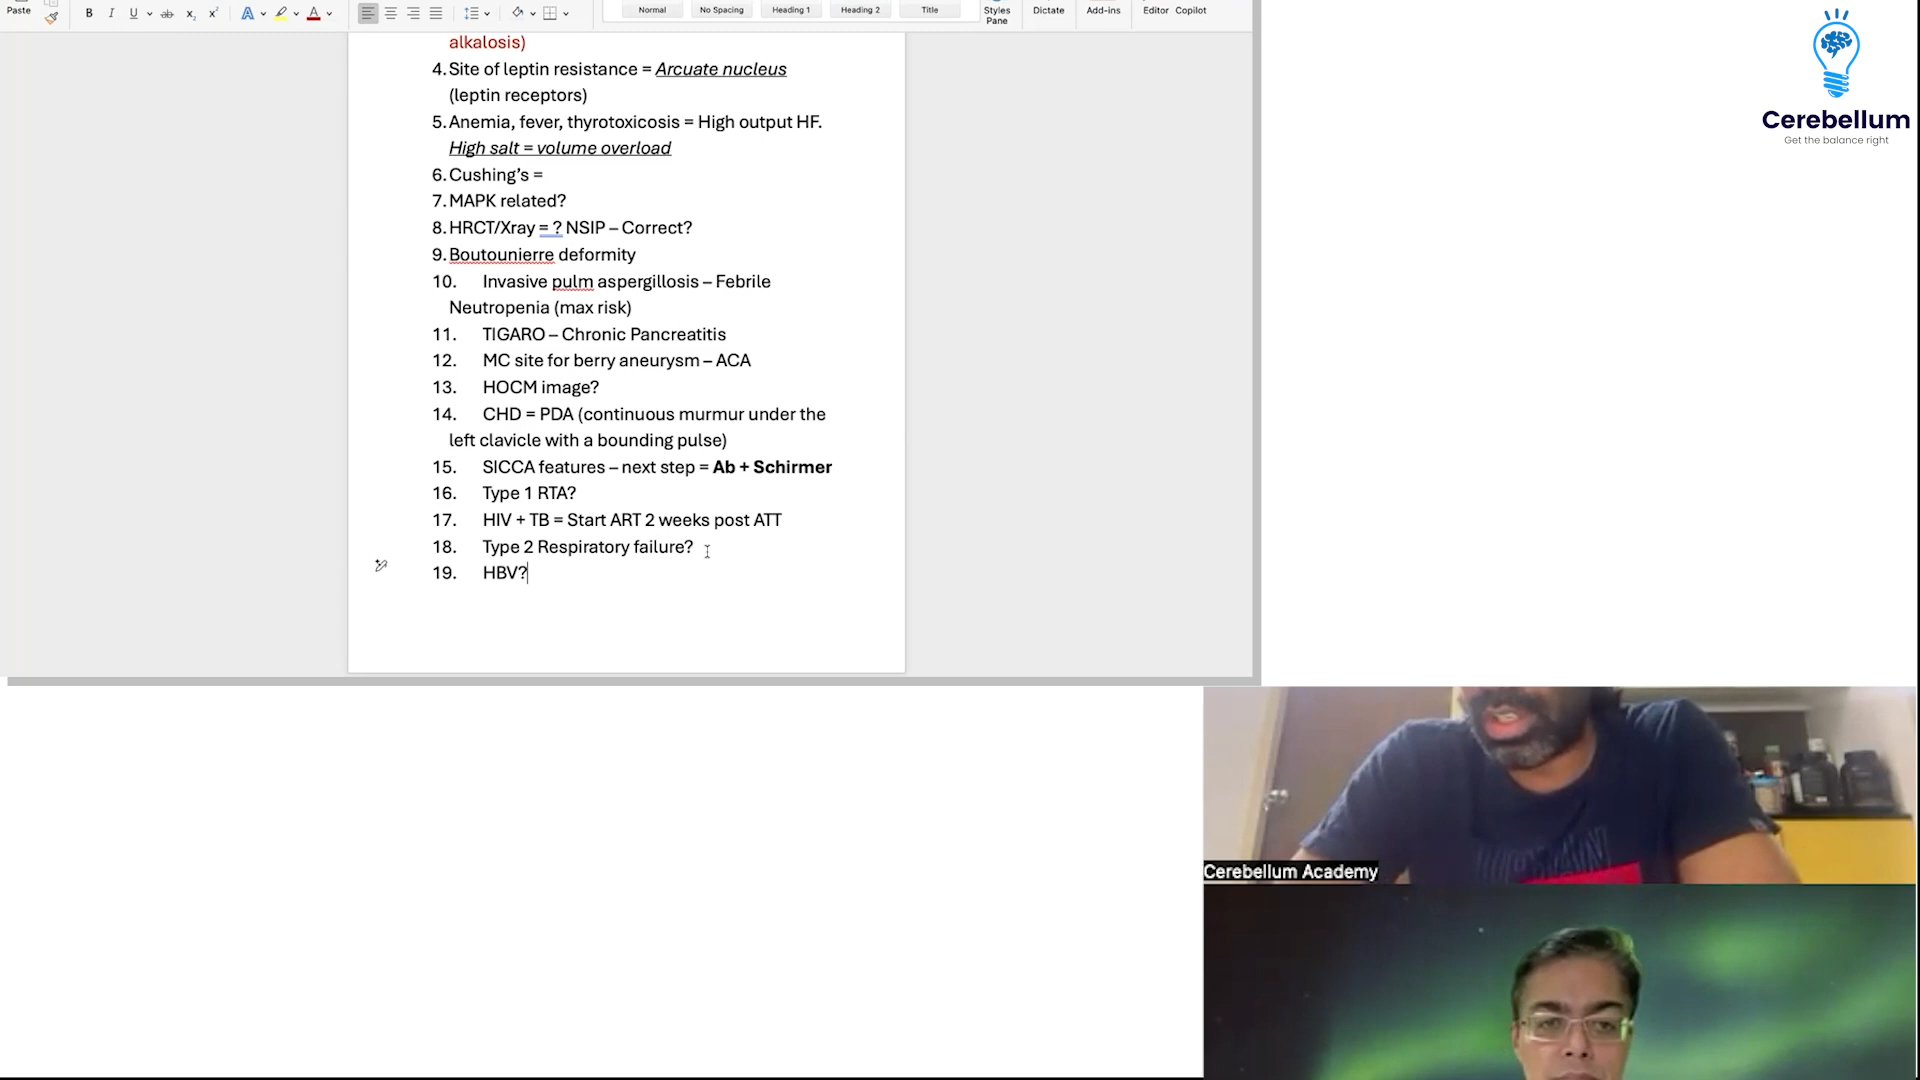 Paste
B I U ab x₂ x² A A
Normal
No Spacing
Heading 1
Heading 2
Title
Styles
Pane
Dictate
Add-ins
Editor
Copilot
Cerebellum
Get the balance right
alkalosis)
4. Site of leptin resistance = Arcuate nucleus
(leptin receptors)
5. Anemia, fever, thyrotoxicosis = High output HF.
High salt = volume overload
6. Cushing’s =
7. MAPK related?
8. HRCT/Xray = ? NSIP – Correct?
9. Boutounierre deformity
10. Invasive pulm aspergillosis – Febrile
Neutropenia (max risk)
11. TIGARO – Chronic Pancreatitis
12. MC site for berry aneurysm – ACA
13. HOCM image?
14. CHD = PDA (continuous murmur under the
left clavicle with a bounding pulse)
15. SICCA features – next step = Ab + Schirmer
16. Type 1 RTA?
17. HIV + TB = Start ART 2 weeks post ATT
18. Type 2 Respiratory failure?
19. HBV?
Cerebellum Academy